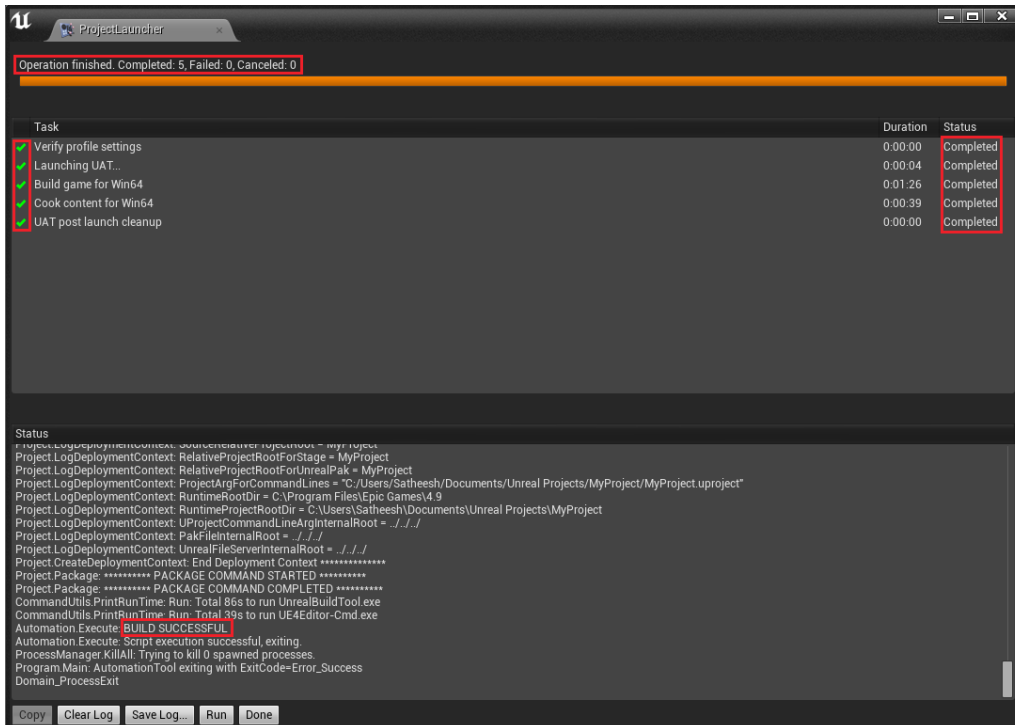 ProjectLauncher
Operation finished. Completed: 5, Failed: 0, Canceled: 0
Task Duration Status
Verify profile settings 0:00:00 Completed
Launching UAT... 0:00:04 Completed
Build game for Win64 0:01:26 Completed
Cook content for Win64 0:00:39 Completed
UAT post launch cleanup 0:00:00 Completed
Status
Project.LogDeploymentContext: SourceRelativeProjectRoot = MyProject
Project.LogDeploymentContext: RelativeProjectRootForStage = MyProject
Project.LogDeploymentContext: RelativeProjectRootForUnrealPak = MyProject
Project.LogDeploymentContext: ProjectArgForCommandLines = "C:/Users/Satheesh/Documents/Unreal Projects/MyProject/MyProject.uproject"
Project.LogDeploymentContext: RuntimeRootDir = C:\Program Files\Epic Games\4.9
Project.LogDeploymentContext: RuntimeProjectRootDir = C:\Users\Satheesh\Documents\Unreal Projects\MyProject
Project.LogDeploymentContext: UProjectCommandLineArgInternalRoot = ../../../
Project.LogDeploymentContext: PakFileInternalRoot = ../../../
Project.LogDeploymentContext: UnrealFileServerInternalRoot = ../../../
Project.CreateDeploymentContext: End Deployment Context **************
Project.Package: ********** PACKAGE COMMAND STARTED **********
Project.Package: ********** PACKAGE COMMAND COMPLETED **********
CommandUtils.PrintRunTime: Run: Total 86s to run UnrealBuildTool.exe
CommandUtils.PrintRunTime: Run: Total 39s to run UE4Editor-Cmd.exe
Automation.Execute: BUILD SUCCESSFUL
Automation.Execute: Script execution successful, exiting.
ProcessManager.KillAll: Trying to kill 0 spawned processes.
Program.Main: AutomationTool exiting with ExitCode=Error_Success
Domain_ProcessExit
Copy Clear Log Save Log... Run Done